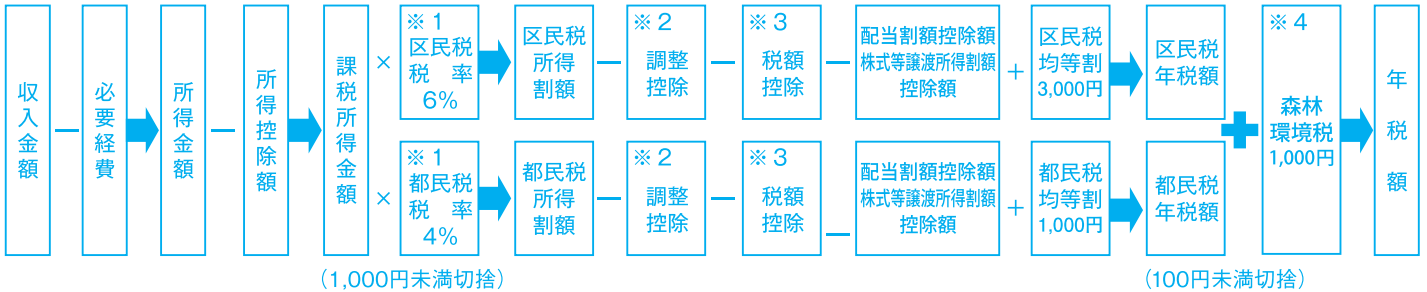 収入金額
−
必要経費
所得金額
−
所得控除額
課税所得金額
×
※1
区民税
税　率
6%
区民税
所得
割額
−
※2
調整
控除
−
※3
税額
控除
−
配当割額控除額
株式等譲渡所得割額
控除額
+
区民税
均等割
3,000円
区民税
年税額
×
※1
都民税
税　率
4%
都民税
所得
割額
−
※2
調整
控除
−
※3
税額
控除
−
配当割額控除額
株式等譲渡所得割額
控除額
+
都民税
均等割
1,000円
都民税
年税額
+
※4
森林
環境税
1,000円
年税額
（1,000円未満切捨）
（100円未満切捨）